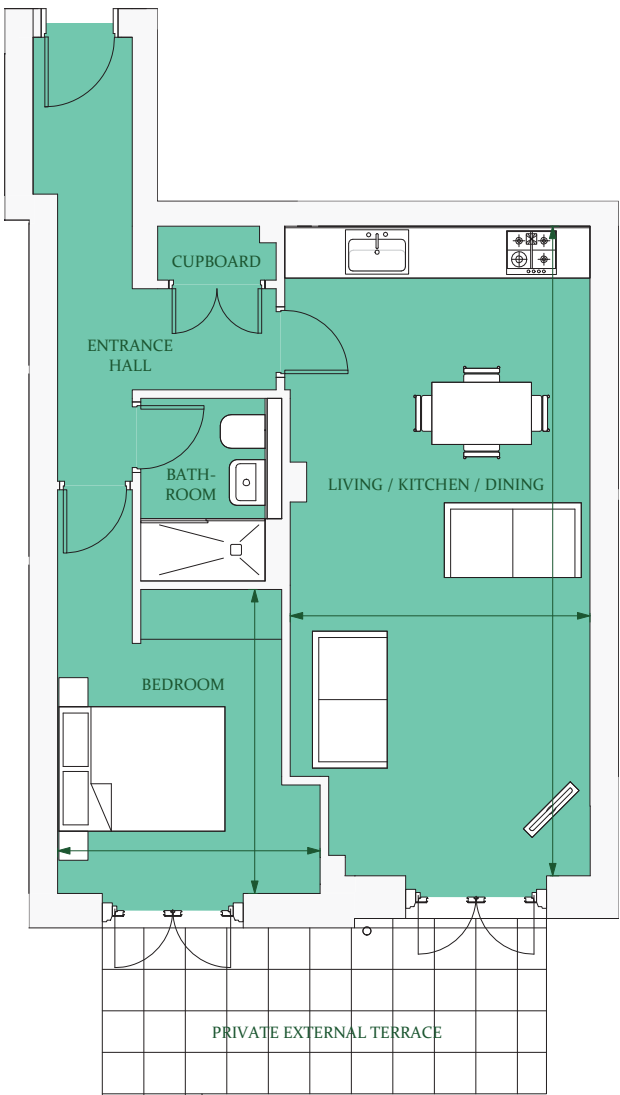 CUPBOARD
ENTRANCE
HALL
BATH-
ROOM
LIVING / KITCHEN / DINING
BEDROOM
PRIVATE EXTERNAL TERRACE